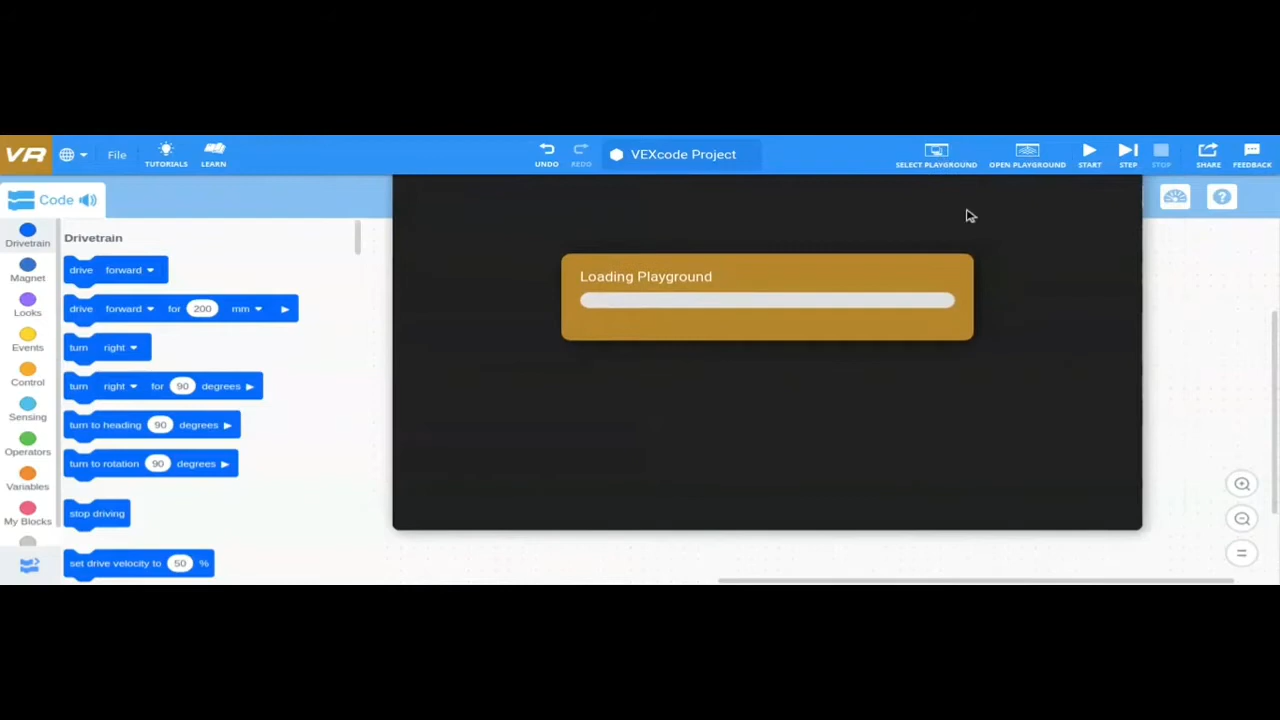 VR File TUTORIALS LEARN UNDO REDO VEXcode Project SELECT PLAYGROUND OPEN PLAYGROUND START STEP STOP SHARE FEEDBACK
Code
?
Drivetrain
Magnet
Looks
Events
Control
Sensing
Operators
Variables
My Blocks
Drivetrain
drive forward
drive forward for 200 mm
turn right
turn right for 90 degrees
turn to heading 90 degrees
turn to rotation 90 degrees
stop driving
set drive velocity to 50 %
Loading Playground